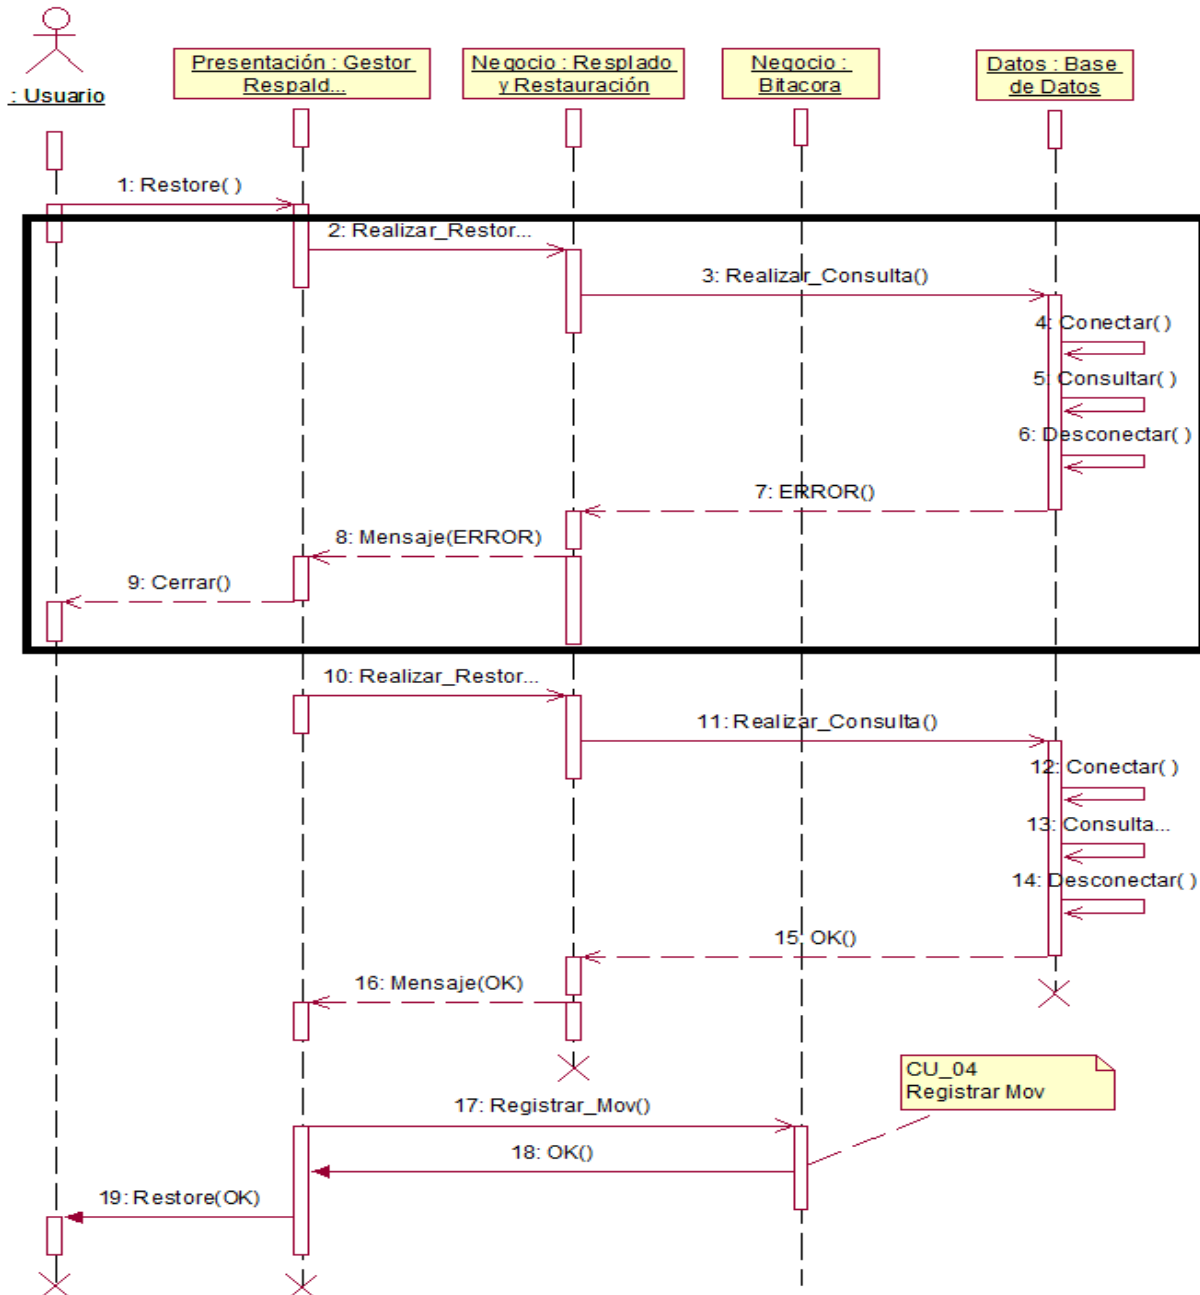 : Usuario
Presentación : Gestor
Respald...
Negocio : Resplado
y Restauración
Negocio :
Bitacora
Datos : Base
de Datos
1: Restore( )
2: Realizar_Restor...
3: Realizar_Consulta()
4: Conectar( )
5: Consultar( )
6: Desconectar( )
7: ERROR()
8: Mensaje(ERROR)
9: Cerrar()
10: Realizar_Restor...
11: Realizar_Consulta()
12: Conectar( )
13: Consulta...
14: Desconectar( )
15: OK()
16: Mensaje(OK)
CU_04
Registrar Mov
17: Registrar_Mov()
18: OK()
19: Restore(OK)